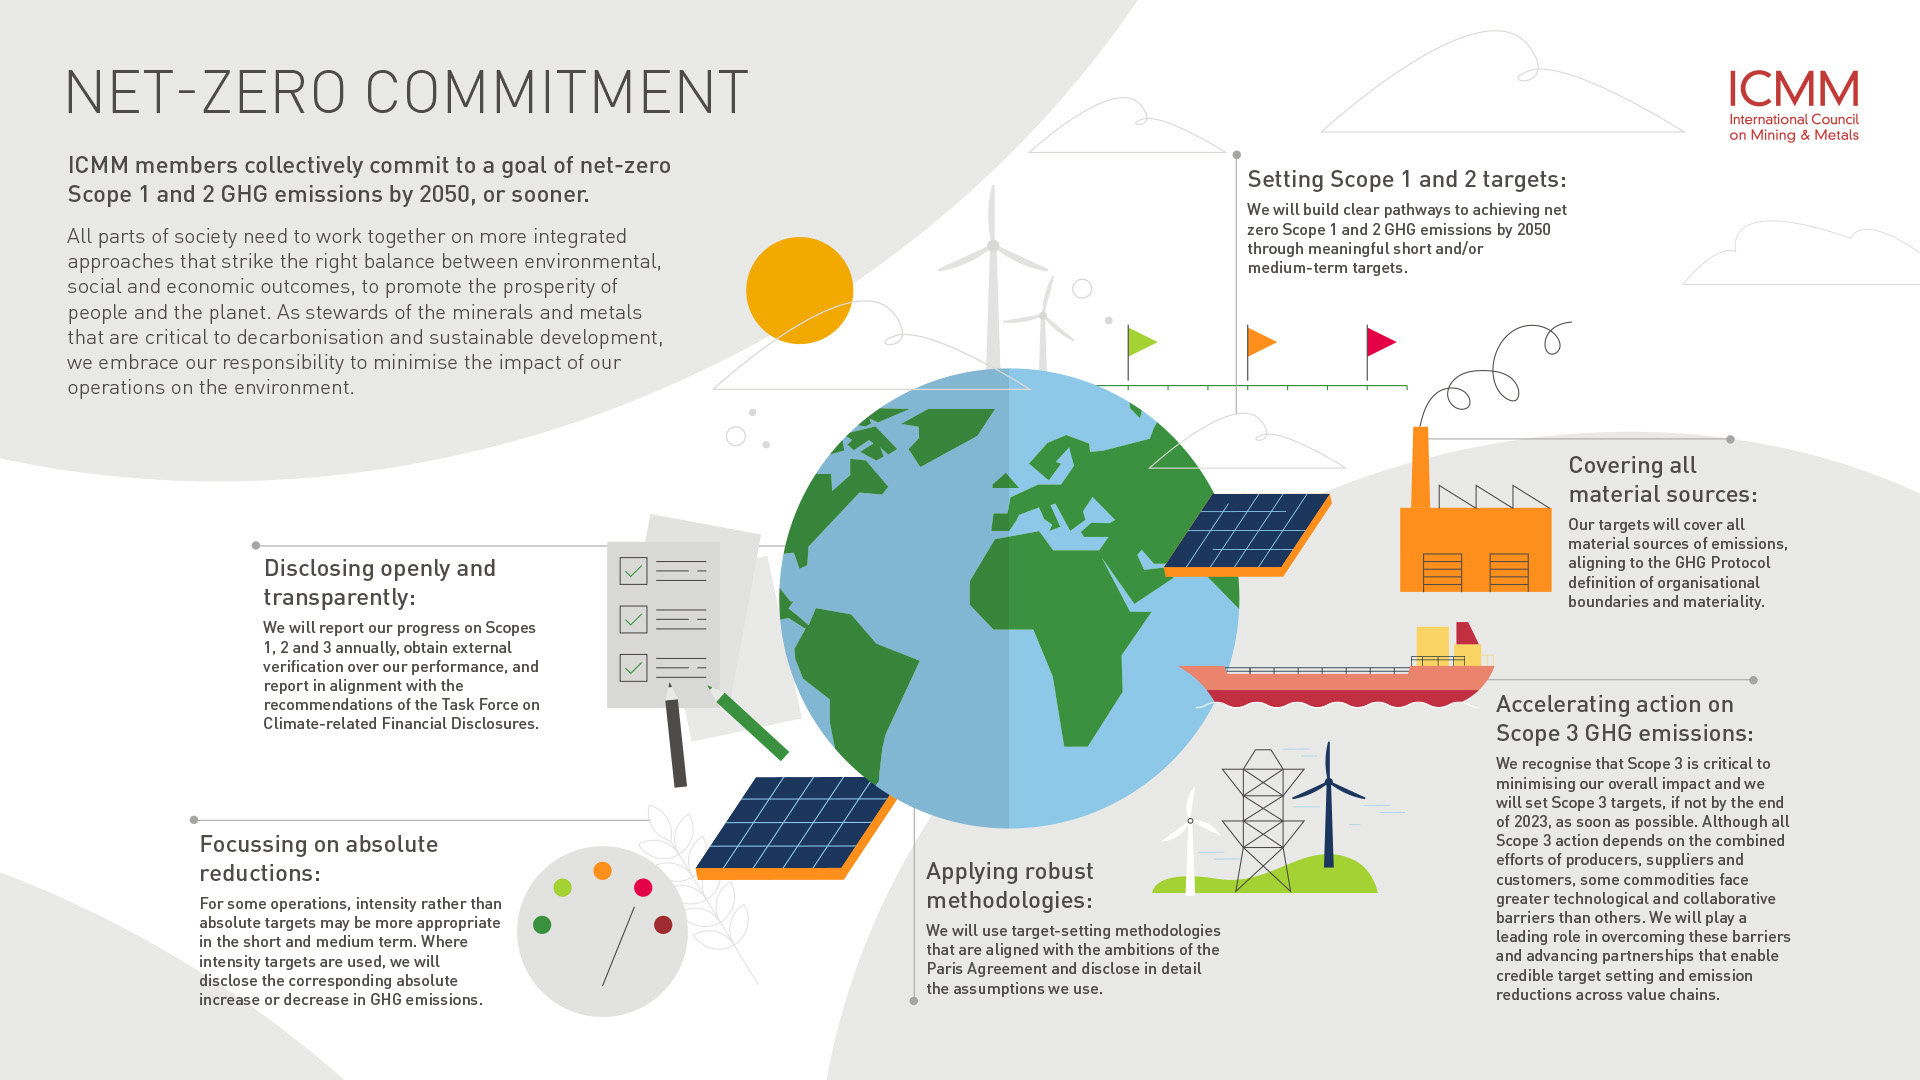 NET-ZERO COMMITMENT
ICMM members collectively commit to a goal of net-zero
Scope 1 and 2 GHG emissions by 2050, or sooner.
All parts of society need to work together on more integrated
approaches that strike the right balance between environmental,
social and economic outcomes, to promote the prosperity of
people and the planet. As stewards of the minerals and metals
that are critical to decarbonisation and sustainable development,
we embrace our responsibility to minimise the impact of our
operations on the environment.
ICMM
International Council
on Mining & Metals
Setting Scope 1 and 2 targets:
We will build clear pathways to achieving net
zero Scope 1 and 2 GHG emissions by 2050
through meaningful short and/or
medium-term targets.
Covering all
material sources:
Our targets will cover all
material sources of emissions,
aligning to the GHG Protocol
definition of organisational
boundaries and materiality.
Disclosing openly and
transparently:
We will report our progress on Scopes
1, 2 and 3 annually, obtain external
verification over our performance, and
report in alignment with the
recommendations of the Task Force on
Climate-related Financial Disclosures.
Accelerating action on
Scope 3 GHG emissions:
We recognise that Scope 3 is critical to
minimising our overall impact and we
will set Scope 3 targets, if not by the end
of 2023, as soon as possible. Although all
Scope 3 action depends on the combined
efforts of producers, suppliers and
customers, some commodities face
greater technological and collaborative
barriers than others. We will play a
leading role in overcoming these barriers
and advancing partnerships that enable
credible target setting and emission
reductions across value chains.
Focussing on absolute
reductions:
For some operations, intensity rather than
absolute targets may be more appropriate
in the short and medium term. Where
intensity targets are used, we will
disclose the corresponding absolute
increase or decrease in GHG emissions.
Applying robust
methodologies:
We will use target-setting methodologies
that are aligned with the ambitions of the
Paris Agreement and disclose in detail
the assumptions we use.